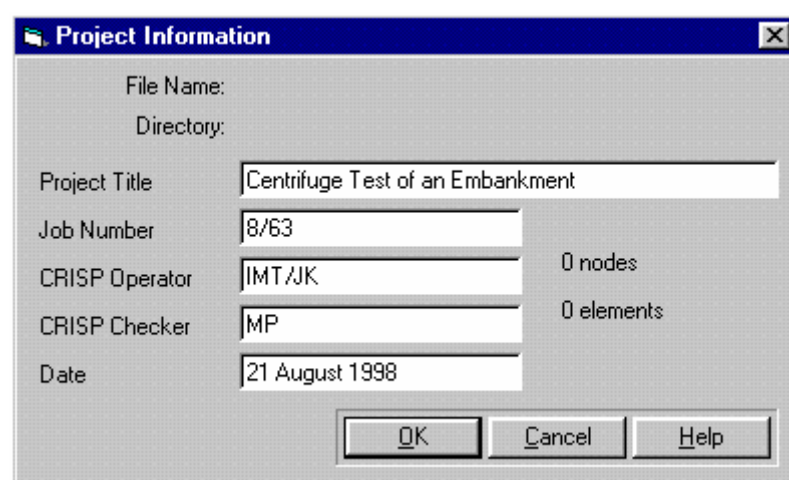 Project Information
File Name:
Directory:
Project Title Centrifuge Test of an Embankment
Job Number 8/63
CRISP Operator IMT/JK
0 nodes
CRISP Checker MP
0 elements
Date 21 August 1998
OK Cancel Help